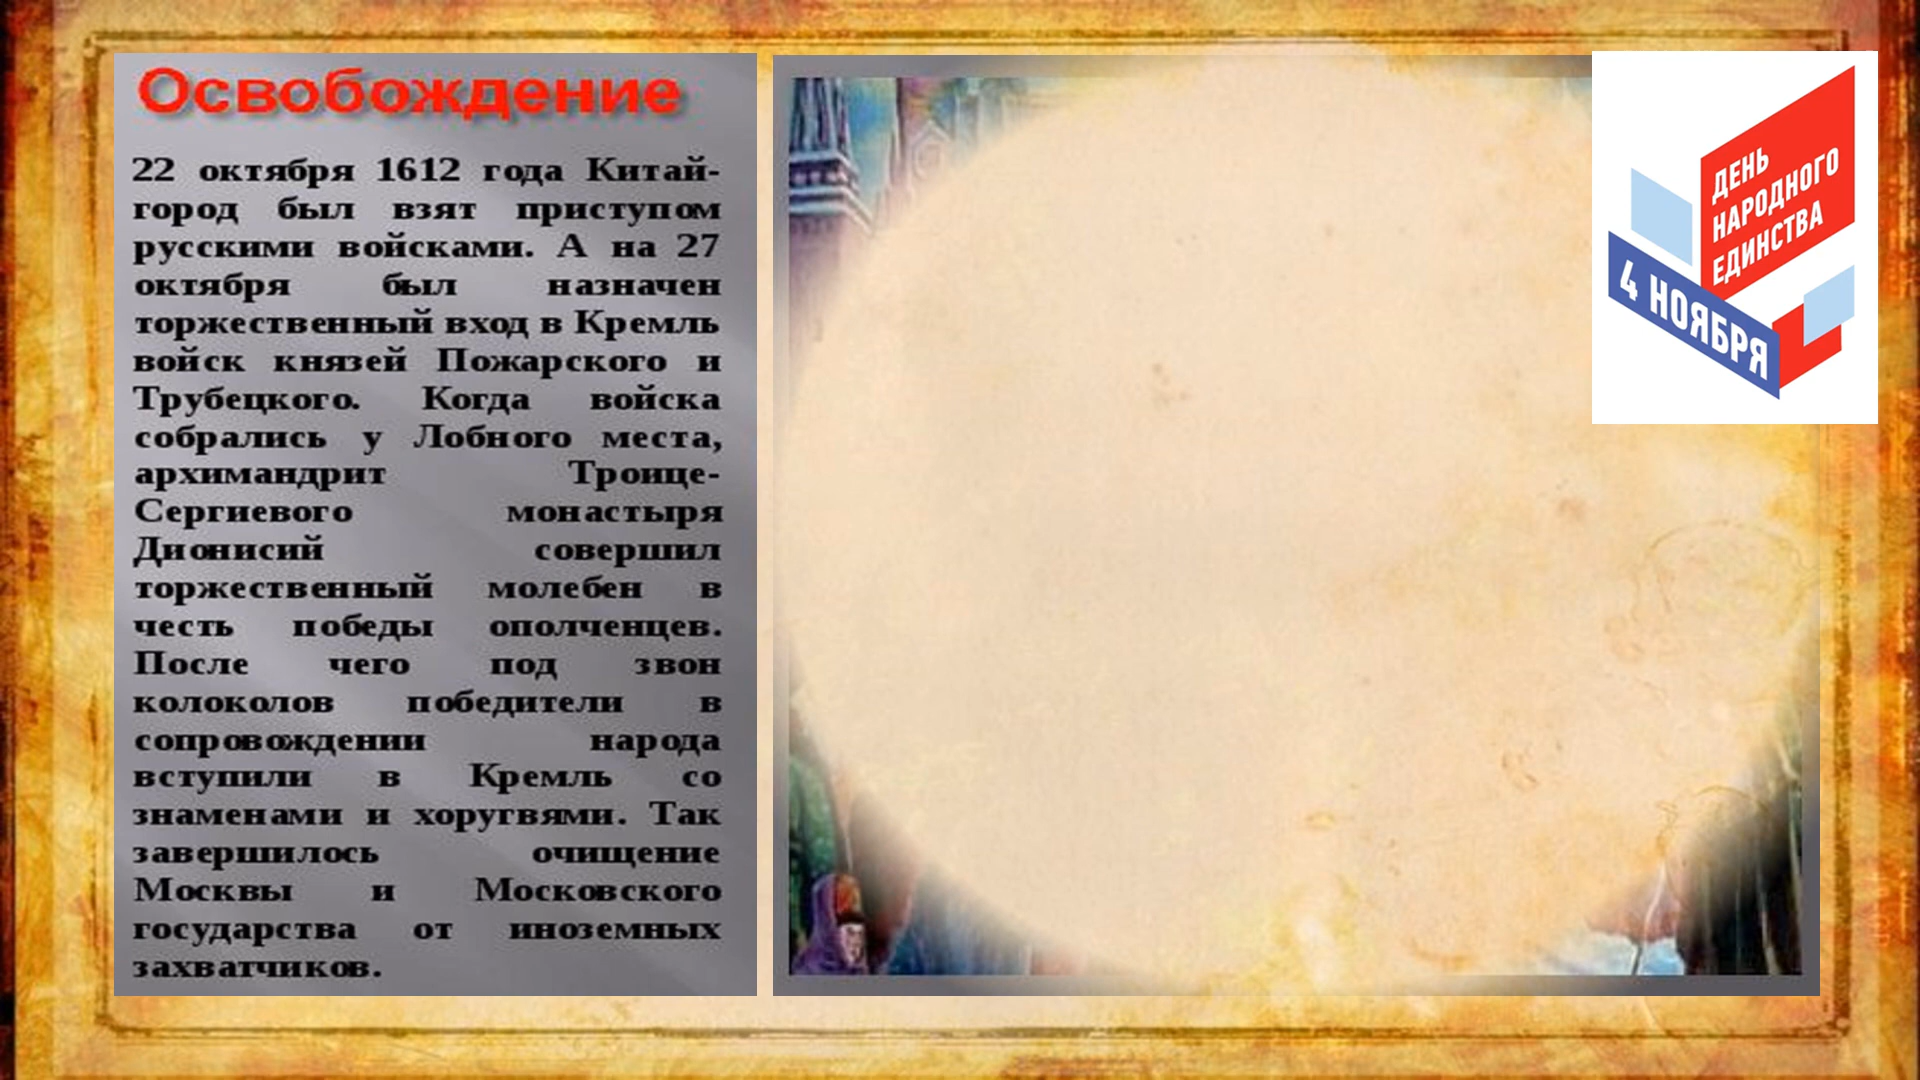 Освобождение
22 октября 1612 года Китай-
город был взят приступом
русскими войсками. А на 27
октября был назначен
торжественный вход в Кремль
войск князей Пожарского и
Трубецкого. Когда войска
собрались у Лобного места,
архимандрит Троице-
Сергиевого монастыря
Дионисий совершил
торжественный молебен в
честь победы ополченцев.
После чего под звон
колоколов победители в
сопровождении народа
вступили в Кремль со
знаменами и хоругвями. Так
завершилось очищение
Москвы и Московского
государства от иноземных
захватчиков.
ДЕНЬ
НАРОДНОГО
ЕДИНСТВА
4 НОЯБРЯ